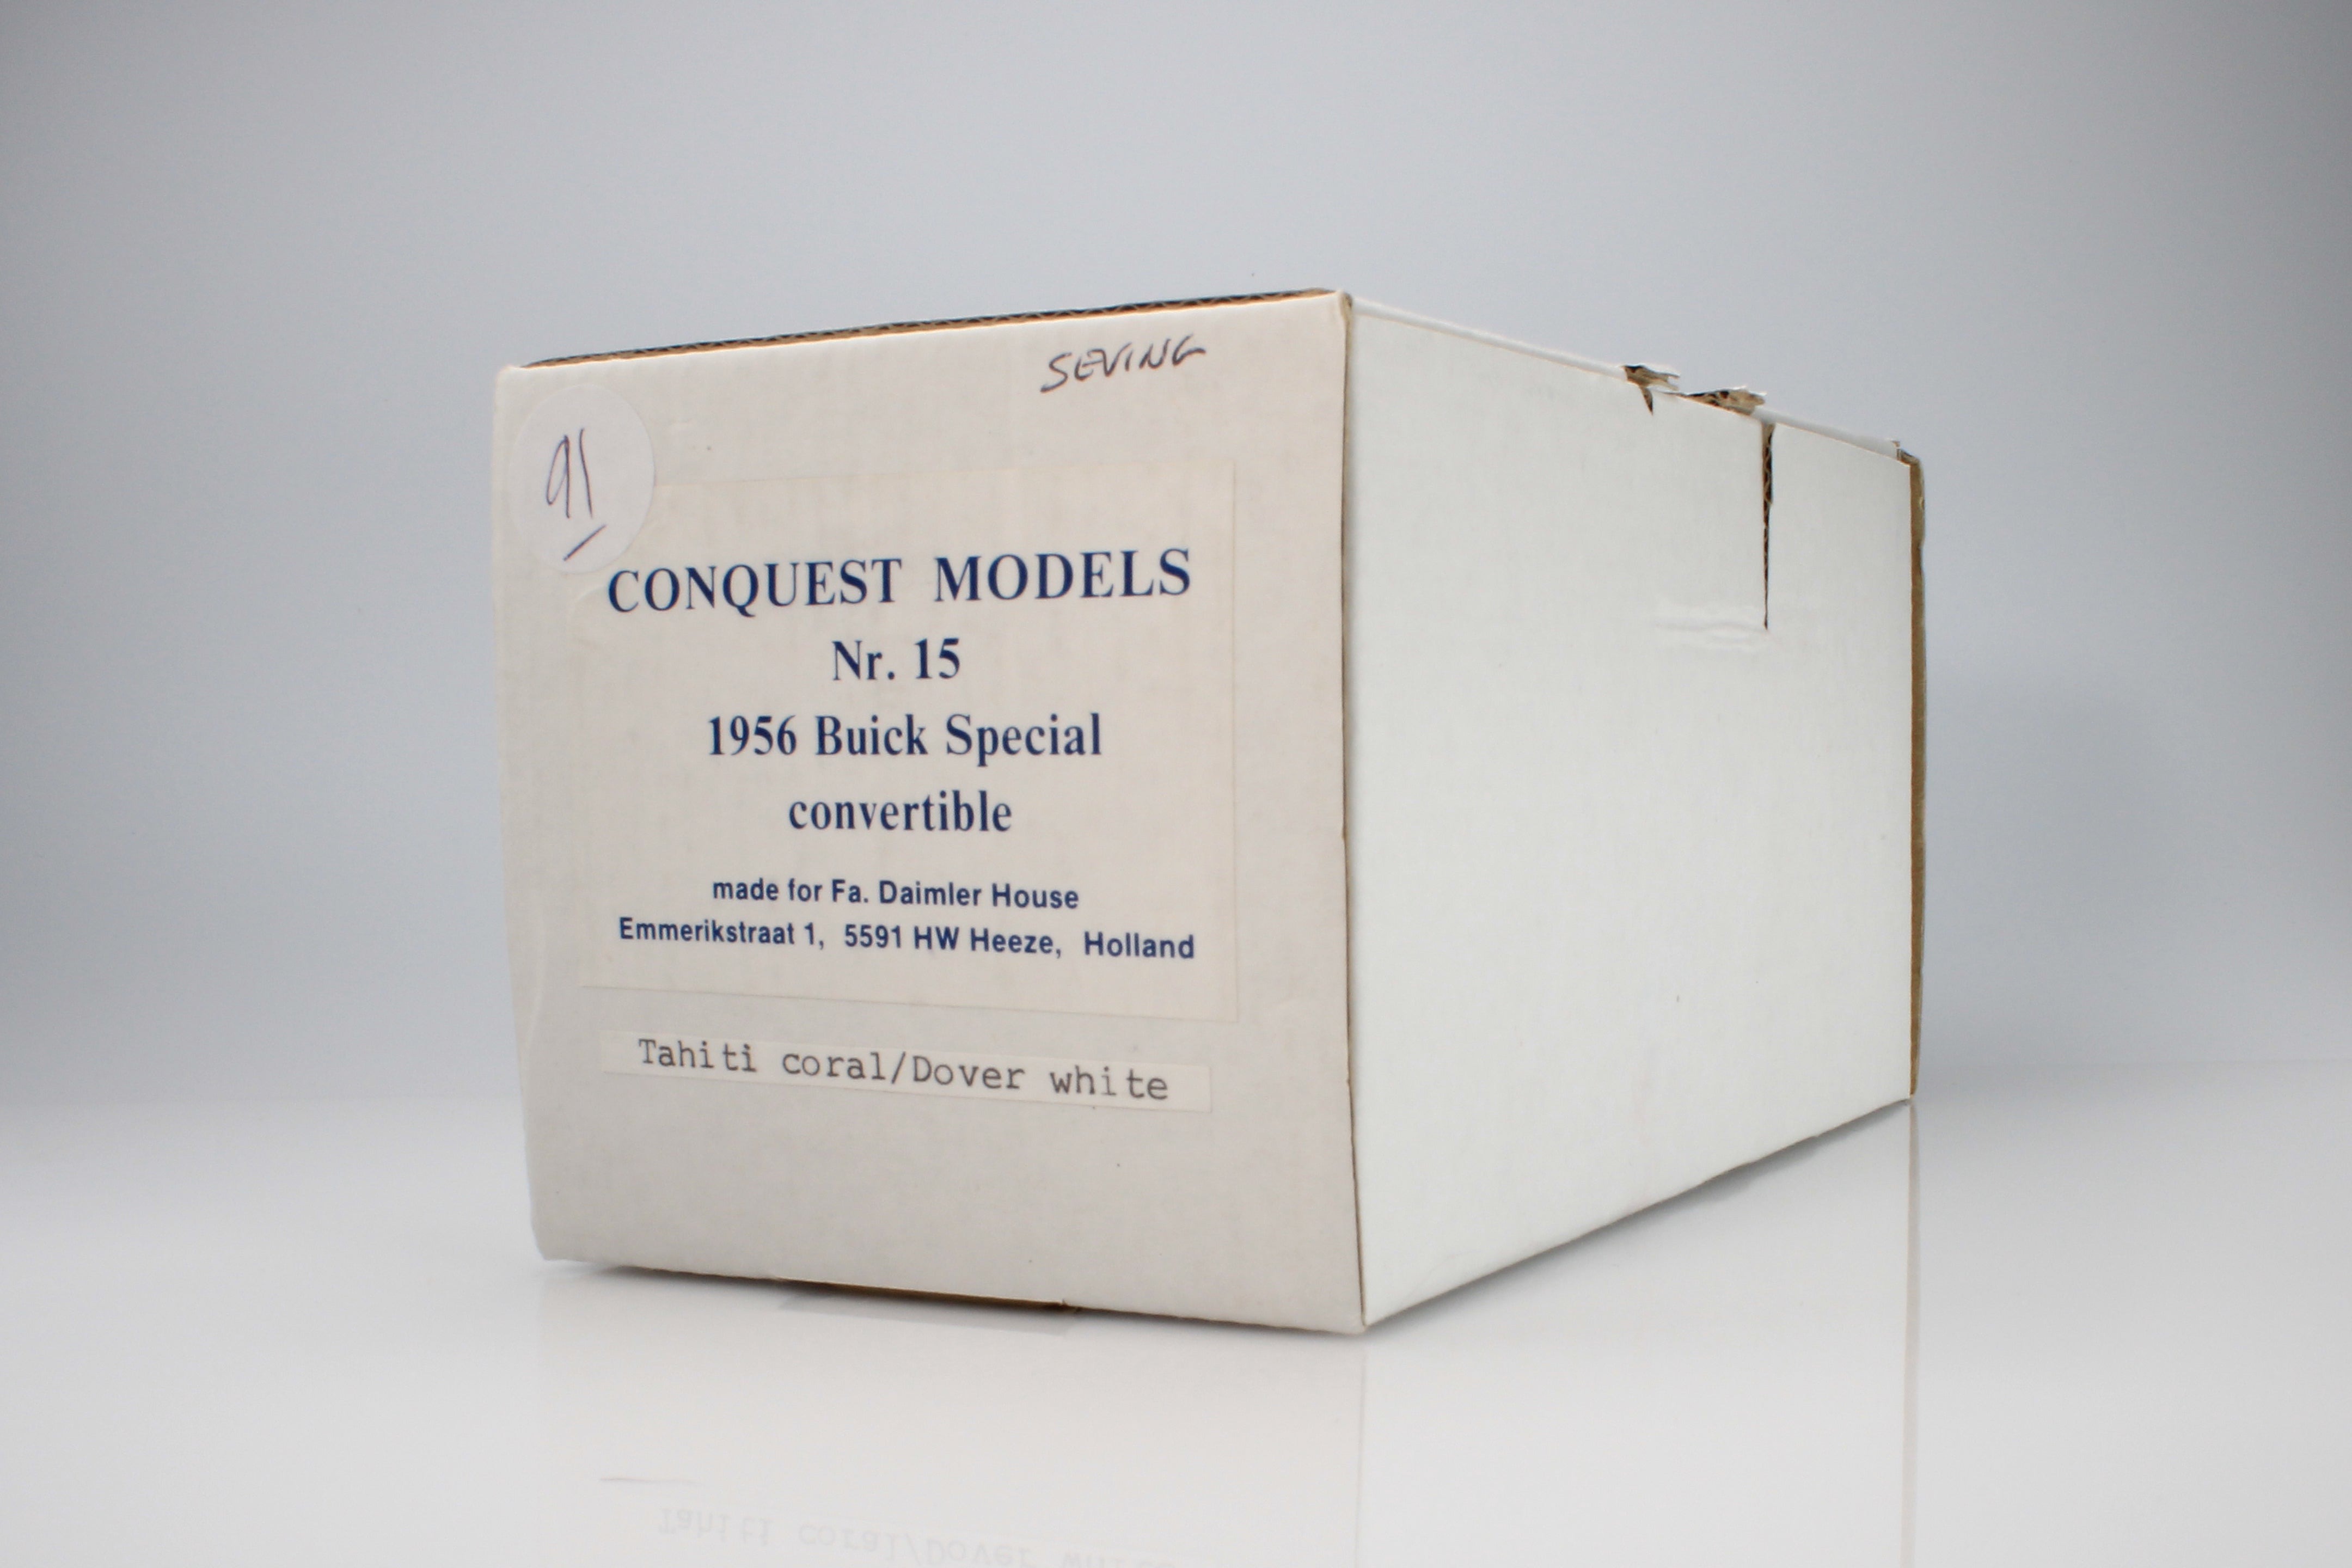 SEVING
91
CONQUEST MODELS
Nr. 15
1956 Buick Special
convertible
made for Fa. Daimler House
Emmerikstraat 1, 5591 HW Heeze, Holland
Tahiti coral/Dover white